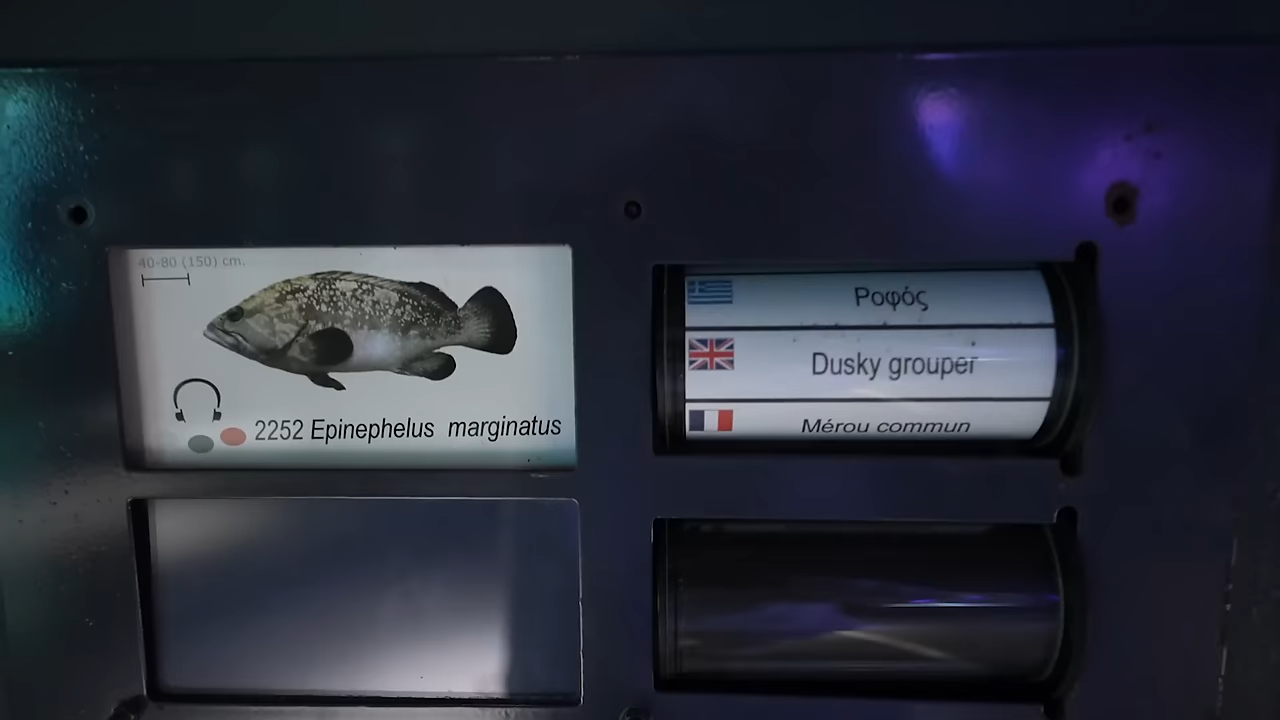 40-80 (150) cm.
2252 Epinephelus marginatus
Ροφός
Dusky grouper
Mérou commun